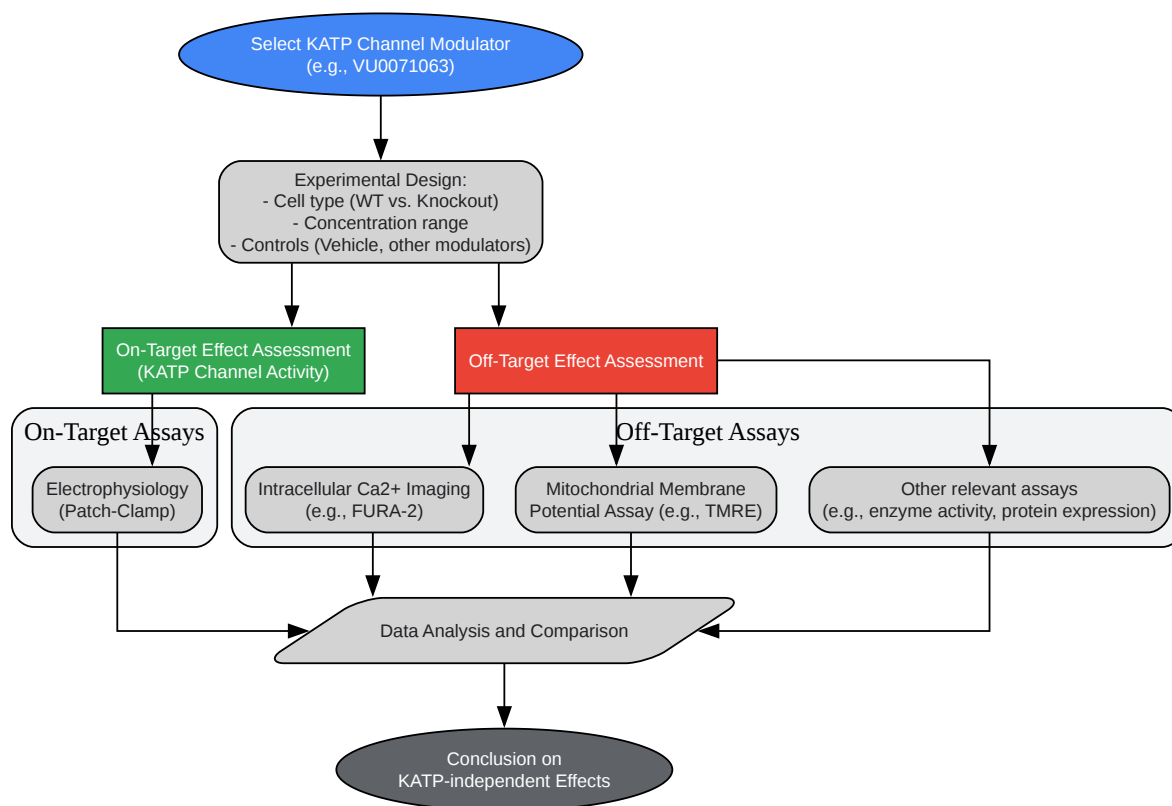 Select KATP Channel Modulator
(e.g., VU0071063)
Experimental Design:
- Cell type (WT vs. Knockout)
- Concentration range
- Controls (Vehicle, other modulators)
On-Target Effect Assessment
(KATP Channel Activity)
Off-Target Effect Assessment
On-Target Assays
Off-Target Assays
Electrophysiology
(Patch-Clamp)
Intracellular Ca2+ Imaging
(e.g., FURA-2)
Mitochondrial Membrane
Potential Assay (e.g., TMRE)
Other relevant assays
(e.g., enzyme activity, protein expression)
Data Analysis and Comparison
Conclusion on
KATP-independent Effects